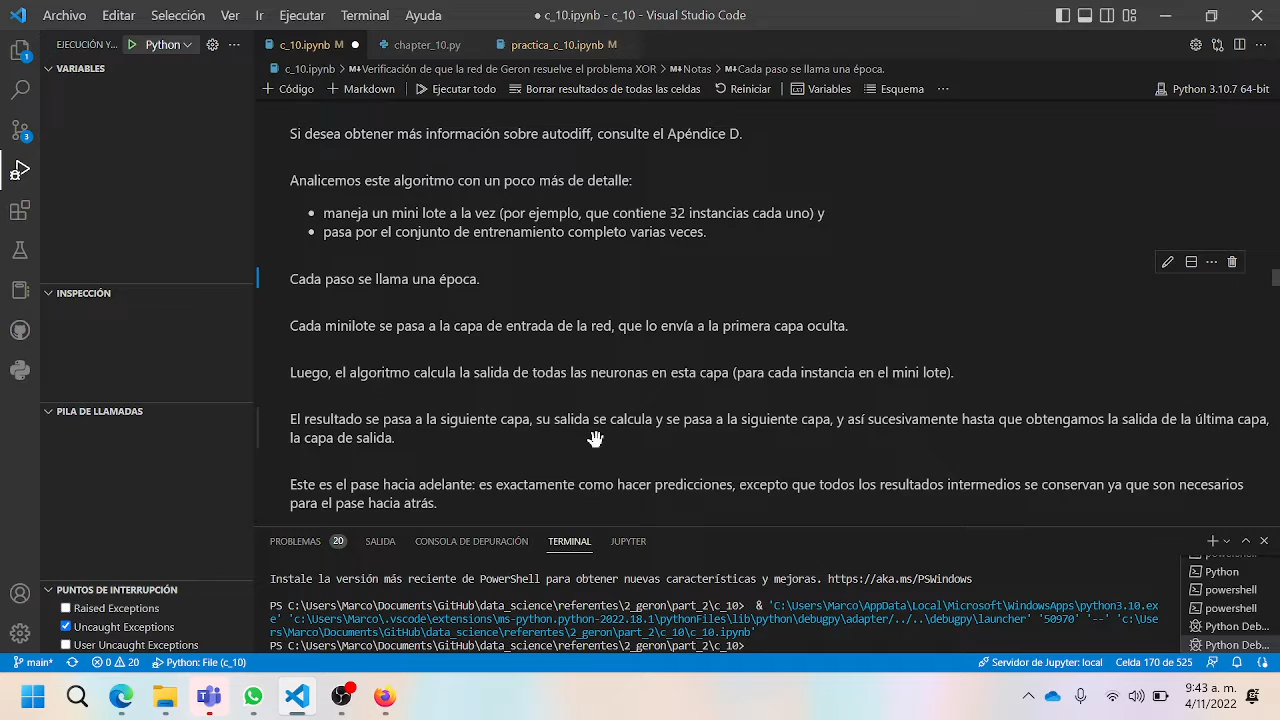 Archivo Editar Selección Ver Ir Ejecutar Terminal Ayuda
● c_10.ipynb - c_10 - Visual Studio Code
EJECUCIÓN Y... Python
c_10.ipynb M
chapter_10.py
practica_c_10.ipynb M
VARIABLES
c_10.ipynb > Verificación de que la red de Geron resuelve el problema XOR > Notas > Cada paso se llama una época.
+ Código + Markdown Ejecutar todo Borrar resultados de todas las celdas Reiniciar Variables Esquema ... Python 3.10.7 64-bit
Si desea obtener más información sobre autodiff, consulte el Apéndice D.
Analicemos este algoritmo con un poco más de detalle:
• maneja un mini lote a la vez (por ejemplo, que contiene 32 instancias cada uno) y
• pasa por el conjunto de entrenamiento completo varias veces.
Cada paso se llama una época.
INSPECCIÓN
Cada minilote se pasa a la capa de entrada de la red, que lo envía a la primera capa oculta.
Luego, el algoritmo calcula la salida de todas las neuronas en esta capa (para cada instancia en el mini lote).
PILA DE LLAMADAS
El resultado se pasa a la siguiente capa, su salida se calcula y se pasa a la siguiente capa, y así sucesivamente hasta que obtengamos la salida de la última capa,
la capa de salida.
Este es el pase hacia adelante: es exactamente como hacer predicciones, excepto que todos los resultados intermedios se conservan ya que son necesarios
para el pase hacia atrás.
PROBLEMAS 20 SALIDA CONSOLA DE DEPURACIÓN TERMINAL JUPYTER
Instale la versión más reciente de PowerShell para obtener nuevas características y mejoras. https://aka.ms/PSWindows
PS C:\Users\Marco\Documents\GitHub\data_science\referentes\2_geron\part_2\c_10> & 'C:\Users\Marco\AppData\Local\Microsoft\WindowsApps\python3.10.ex
e' 'c:\Users\Marco\.vscode\extensions\ms-python.python-2022.18.1\pythonFiles\lib\python\debugpy\adapter/../..\debugpy\launcher' '50970' '--' 'c:\Use
rs\Marco\Documents\GitHub\data_science\referentes\2_geron\part_2\c_10\c_10.ipynb'
PS C:\Users\Marco\Documents\GitHub\data_science\referentes\2_geron\part_2\c_10>
Python
powershell
powershell
Python Deb...
Python Deb...
PUNTOS DE INTERRUPCIÓN
Raised Exceptions
Uncaught Exceptions
User Uncaught Exceptions
1
3
main* 0 20 Python: File (c_10)
Servidor de Jupyter: local Celda 170 de 525
9:43 a. m.
4/11/2022